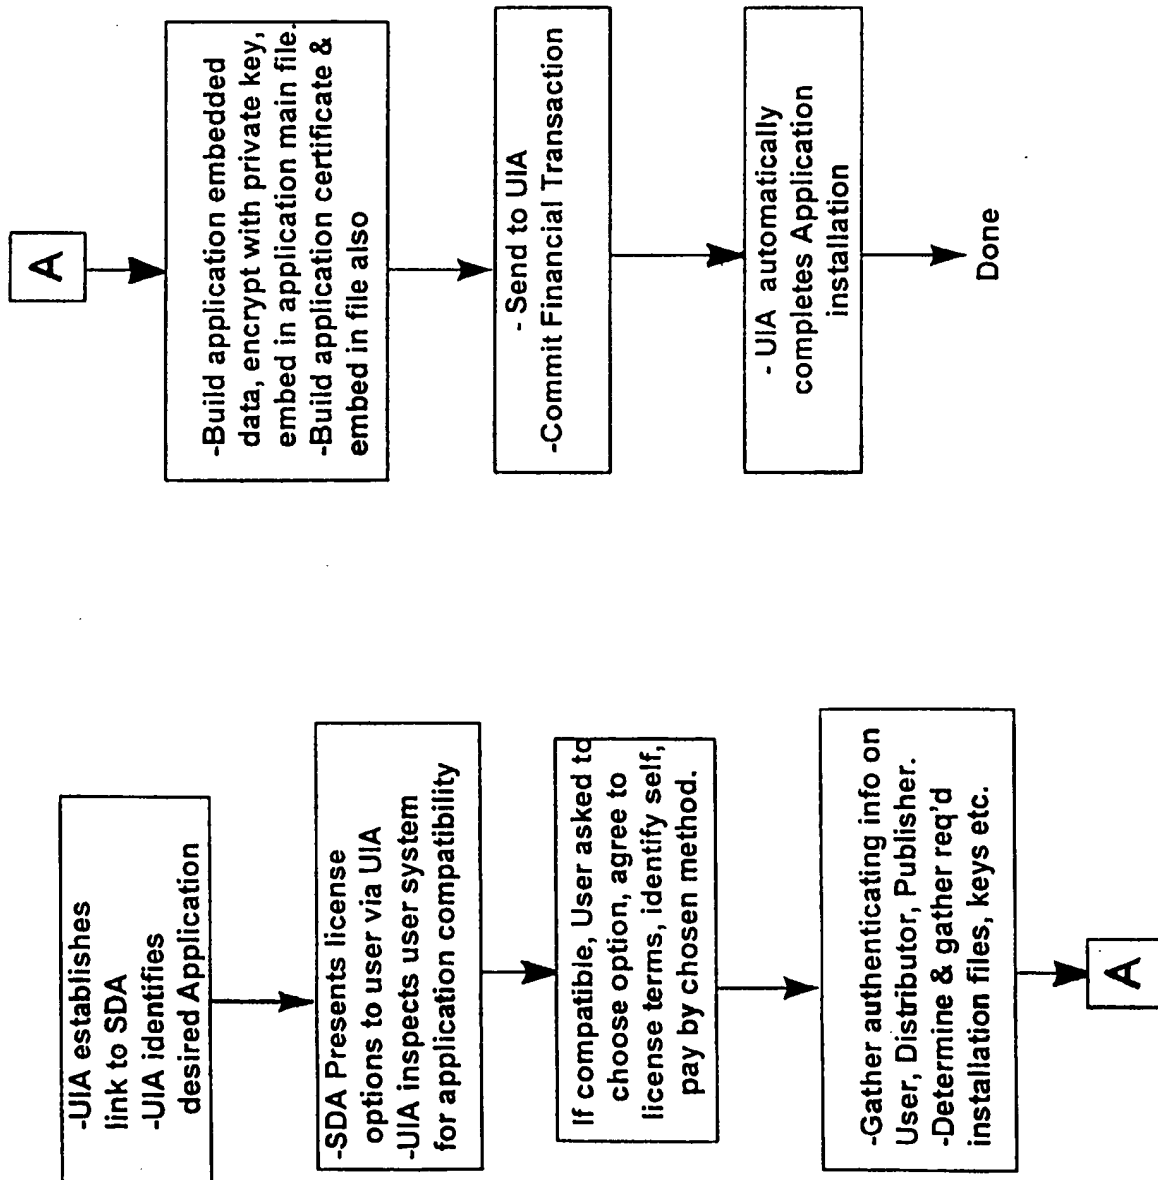 -UIA establishes
link to SDA
-UIA identifies
desired Application
-SDA Presents license
options to user via UIA
-UIA inspects user system
for application compatibility
If compatible, User asked to
choose option, agree to
license terms, identify self,
pay by chosen method.
-Gather authenticating info on
User, Distributor, Publisher.
-Determine & gather req'd
installation files, keys etc.
A
A
-Build application embedded
data, encrypt with private key,
embed in application main file.
-Build application certificate &
embed in file also
- Send to UIA
-Commit Financial Transaction
- UIA automatically
completes Application
installation
Done